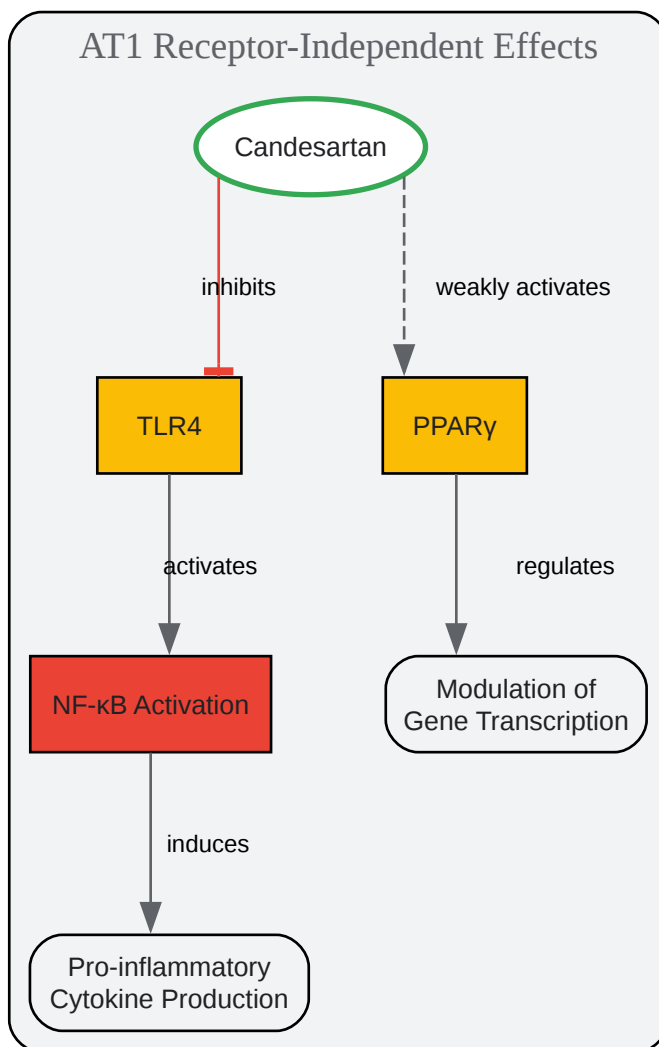 AT1 Receptor-Independent Effects
Candesartan
inhibits
weakly activates
TLR4
PPARγ
activates
regulates
NF-κB Activation
Modulation of
Gene Transcription
induces
Pro-inflammatory
Cytokine Production